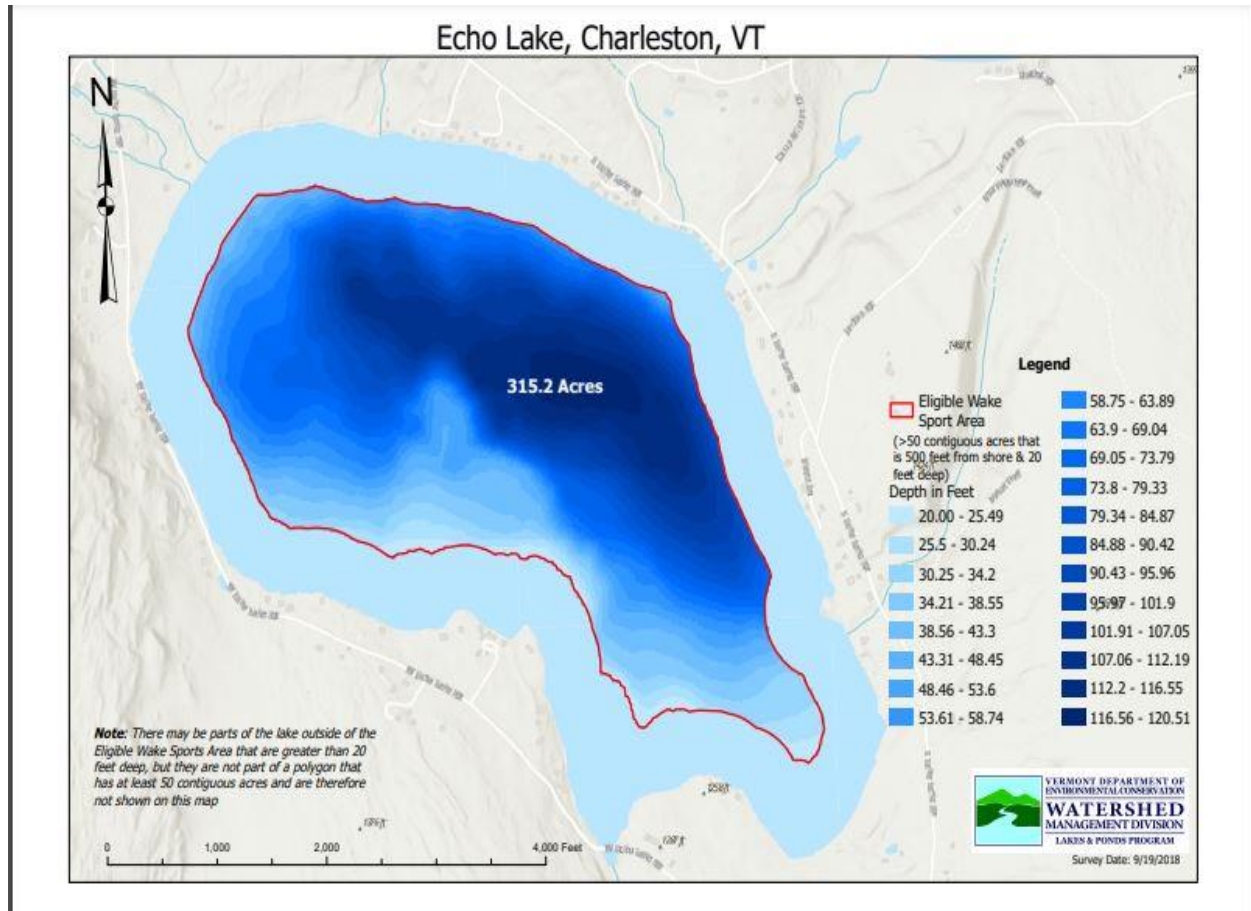 Echo Lake, Charleston, VT
N
315.2 Acres
Legend
Eligible Wake
Sport Area
(>50 contiguous acres that
is 500 feet from shore & 20
feet deep)
Depth in Feet
20.00 - 25.49
25.5 - 30.24
30.25 - 34.2
34.21 - 38.55
38.56 - 43.3
43.31 - 48.45
48.46 - 53.6
53.61 - 58.74
58.75 - 63.89
63.9 - 69.04
69.05 - 73.79
73.8 - 79.33
79.34 - 84.87
84.88 - 90.42
90.43 - 95.96
95.97 - 101.9
101.91 - 107.05
107.06 - 112.19
112.2 - 116.55
116.56 - 120.51
Note: There may be parts of the lake outside of the
Eligible Wake Sports Area that are greater than 20
feet deep, but they are not part of a polygon that
has at least 50 contiguous acres and are therefore
not shown on this map
0 1,000 2,000 4,000 Feet
VERMONT DEPARTMENT OF
ENVIRONMENTAL CONSERVATION
WATERSHED
MANAGEMENT DIVISION
LAKES & PONDS PROGRAM
Survey Date: 9/19/2018